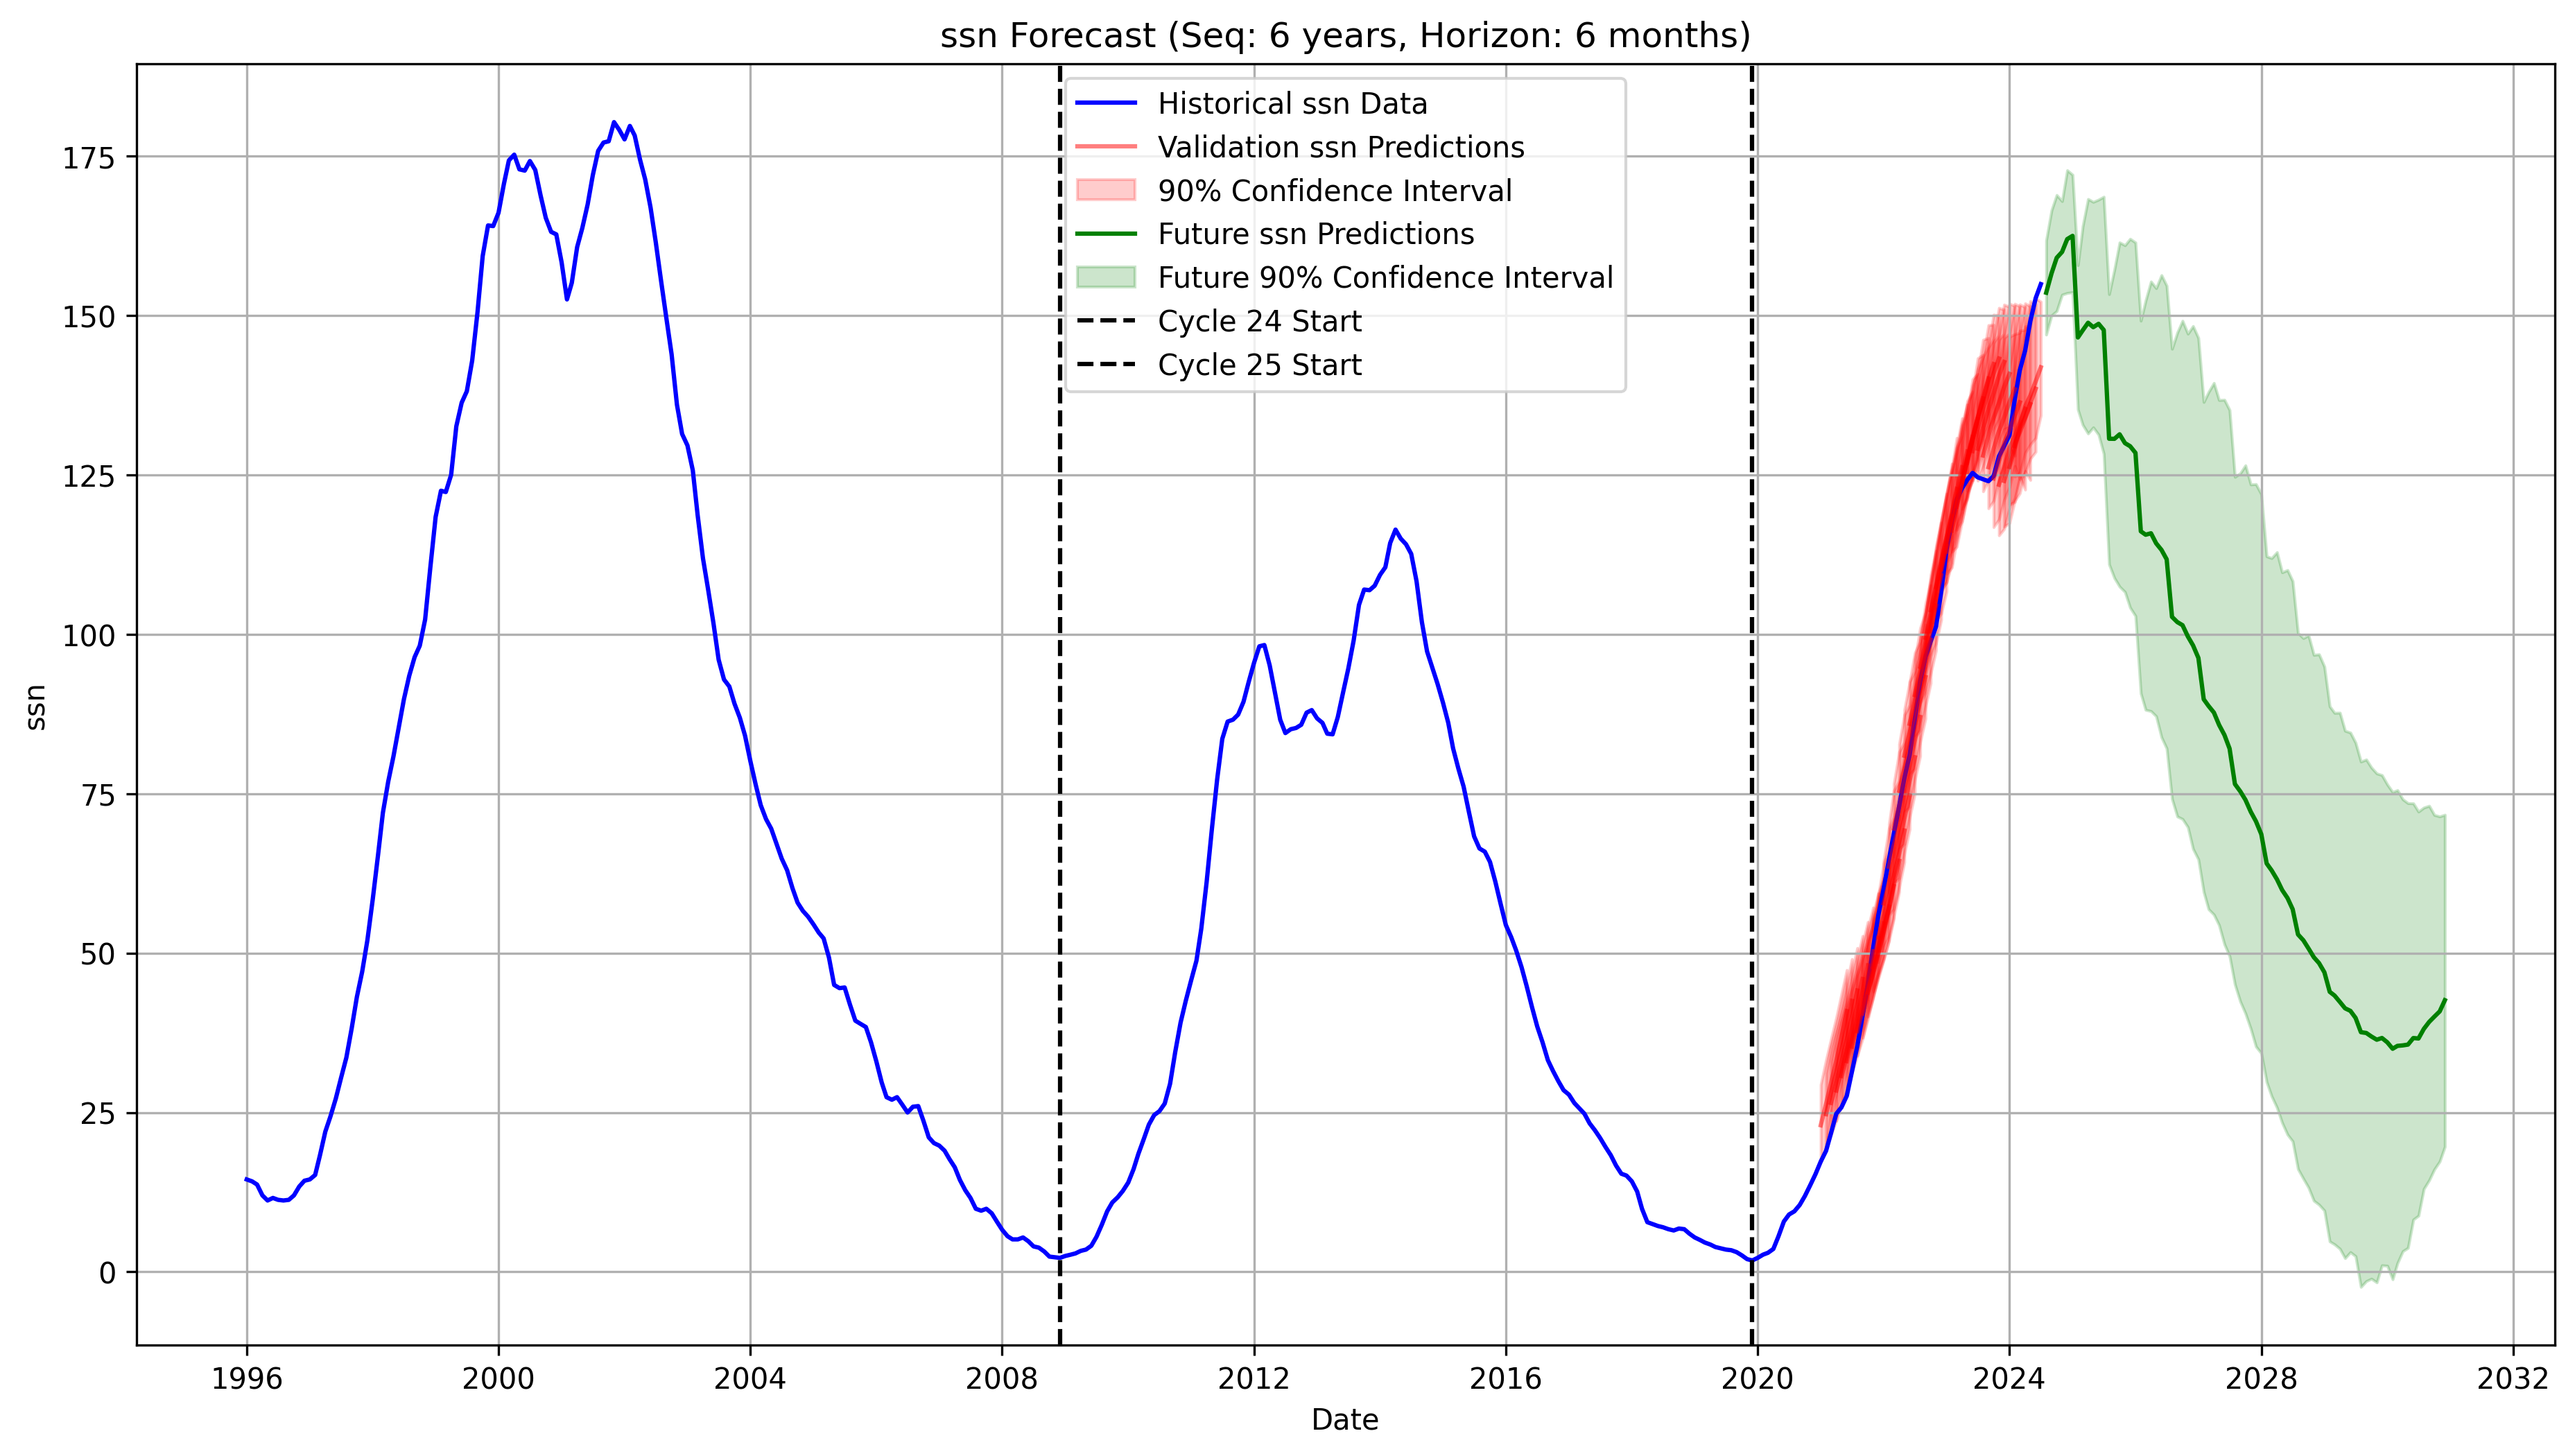 ssn Forecast (Seq: 6 years, Horizon: 6 months)
Historical ssn Data
Validation ssn Predictions
90% Confidence Interval
Future ssn Predictions
Future 90% Confidence Interval
Cycle 24 Start
Cycle 25 Start
175
150
125
100
75
50
25
0
ssn
1996 2000 2004 2008 2012 2016 2020 2024 2028 2032
Date